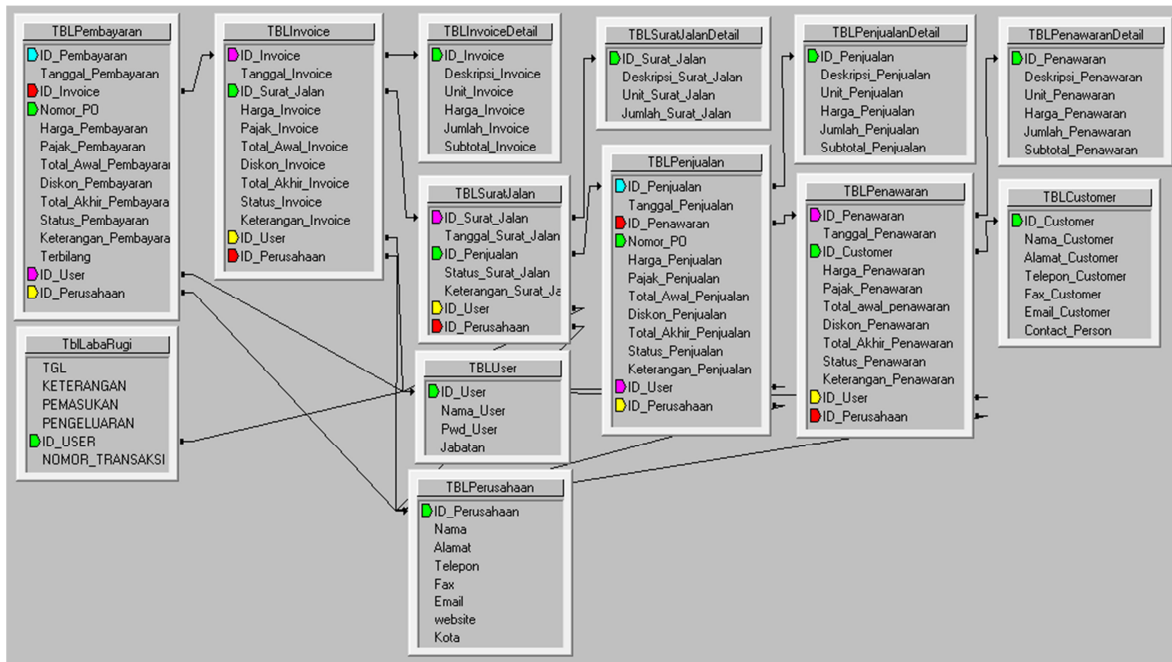 TBLPembayaran
ID_Pembayaran
Tanggal_Pembayaran
ID_Invoice
Nomor_PO
Harga_Pembayaran
Pajak_Pembayaran
Total_Awal_Pembayaran
Diskon_Pembayaran
Total_Akhir_Pembayaran
Status_Pembayaran
Keterangan_Pembayara
Terbilang
ID_User
ID_Perusahaan
TBLInvoice
ID_Invoice
Tanggal_Invoice
ID_Surat_Jalan
Harga_Invoice
Pajak_Invoice
Total_Awal_Invoice
Diskon_Invoice
Total_Akhir_Invoice
Status_Invoice
Keterangan_Invoice
ID_User
ID_Perusahaan
TBLInvoiceDetail
ID_Invoice
Deskripsi_Invoice
Unit_Invoice
Harga_Invoice
Jumlah_Invoice
Subtotal_Invoice
TBLSuratJalanDetail
ID_Surat_Jalan
Deskripsi_Surat_Jalan
Unit_Surat_Jalan
Jumlah_Surat_Jalan
TBLPenjualanDetail
ID_Penjualan
Deskripsi_Penjualan
Unit_Penjualan
Harga_Penjualan
Jumlah_Penjualan
Subtotal_Penjualan
TBLPenawaranDetail
ID_Penawaran
Deskripsi_Penawaran
Unit_Penawaran
Harga_Penawaran
Jumlah_Penawaran
Subtotal_Penawaran
TBLSuratJalan
ID_Surat_Jalan
Tanggal_Surat_Jalan
ID_Penjualan
Status_Surat_Jalan
Keterangan_Surat_Ja
ID_User
ID_Perusahaan
TBLPenjualan
ID_Penjualan
Tanggal_Penjualan
ID_Penawaran
Nomor_PO
Harga_Penjualan
Pajak_Penjualan
Total_Awal_Penjualan
Diskon_Penjualan
Total_Akhir_Penjualan
Status_Penjualan
Keterangan_Penjualan
ID_User
ID_Perusahaan
TBLPenawaran
ID_Penawaran
Tanggal_Penawaran
ID_Customer
Harga_Penawaran
Pajak_Penawaran
Total_awal_penawaran
Diskon_Penawaran
Total_Akhir_Penawaran
Status_Penawaran
Keterangan_Penawaran
ID_User
ID_Perusahaan
TBLCustomer
ID_Customer
Nama_Customer
Alamat_Customer
Telepon_Customer
Fax_Customer
Email_Customer
Contact_Person
TblLabaRugi
TGL
KETERANGAN
PEMASUKAN
PENGELUARAN
ID_USER
NOMOR_TRANSAKSI
TBLUser
ID_User
Nama_User
Pwd_User
Jabatan
TBLPerusahaan
ID_Perusahaan
Nama
Alamat
Telepon
Fax
Email
website
Kota